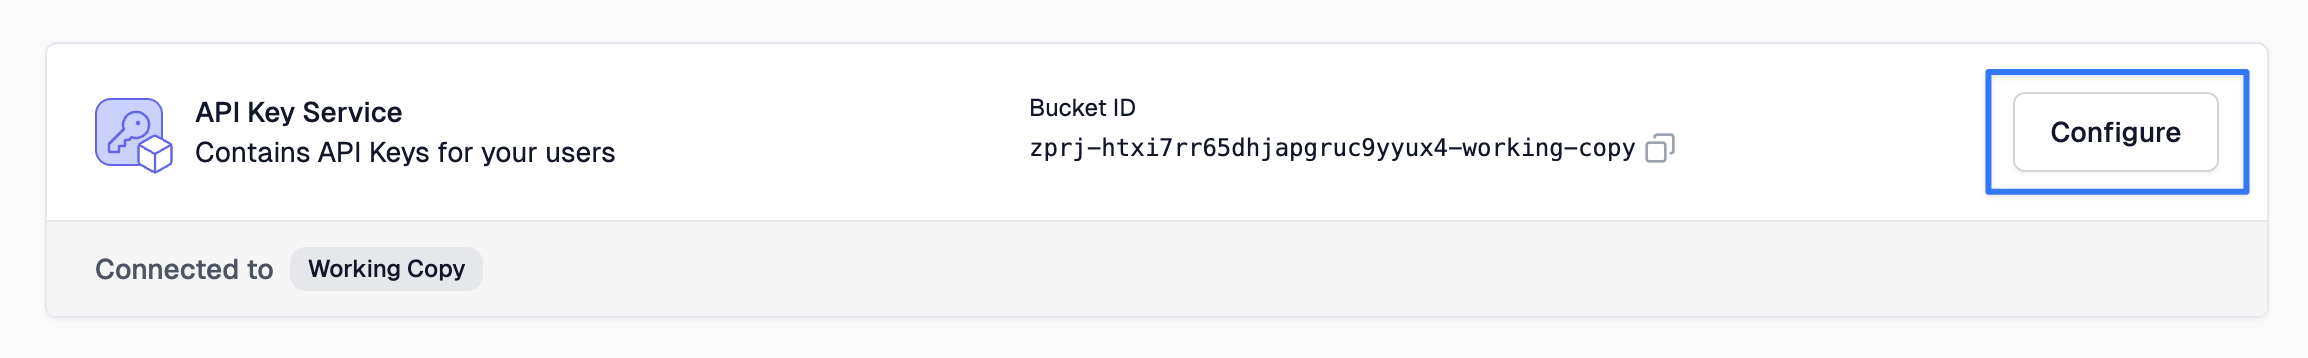 API Key Service
Contains API Keys for your users
Bucket ID
zprj-htxi7rr65dhjapgruc9yyux4-working-copy
Configure
Connected to
Working Copy